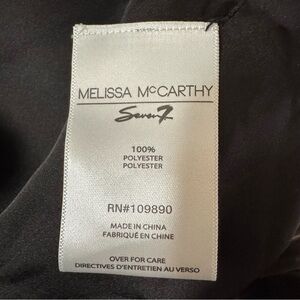 MELISSA McCARTHY
Seven7
100%
POLYESTER
POLYESTER
RN#109890
MADE IN CHINA
FABRIQUÉ EN CHINE
OVER FOR CARE
DIRECTIVES D'ENTRETIEN AU VERSO